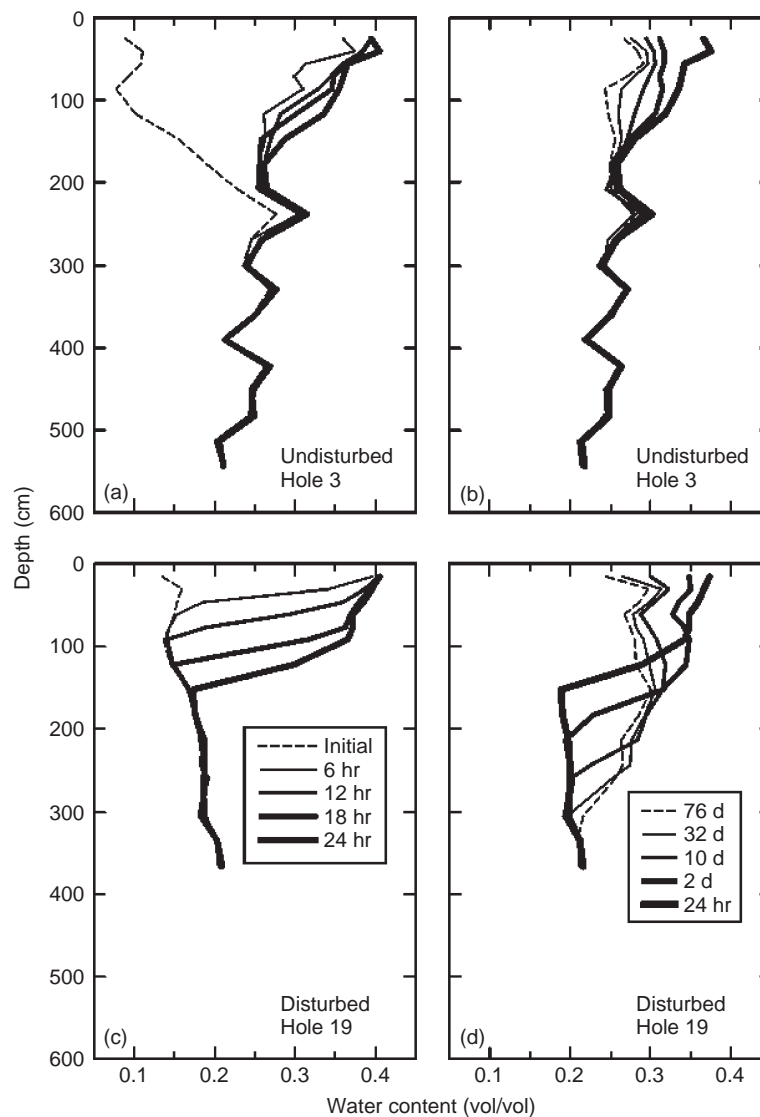 0
100
200
300
400
500
600
(a)
Undisturbed
Hole 3
(b)
Undisturbed
Hole 3
Depth (cm)
0
100
200
300
400
500
600
Initial
6 hr
12 hr
18 hr
24 hr
(c)
Disturbed
Hole 19
76 d
32 d
10 d
2 d
24 hr
(d)
Disturbed
Hole 19
0.1 0.2 0.3 0.4 0.1 0.2 0.3 0.4
Water content (vol/vol)